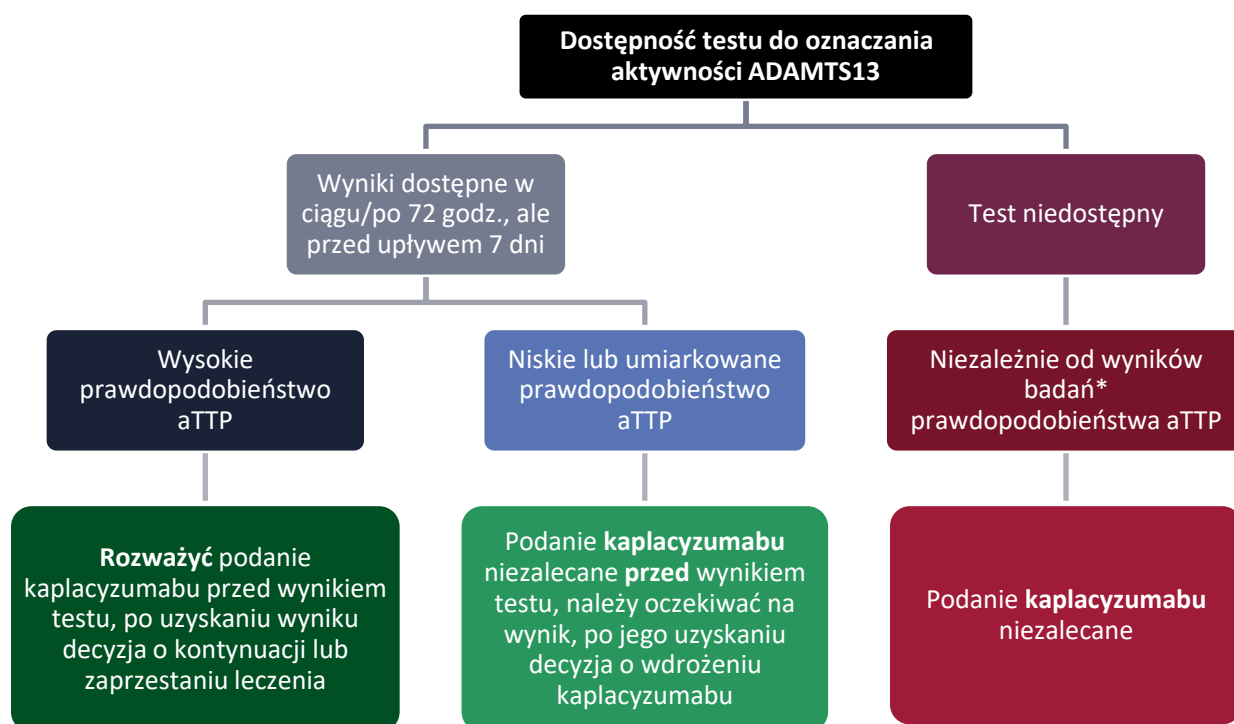 Dostępność testu do oznaczania
aktywności ADAMTS13
Wyniki dostępne w
ciągu/po 72 godz., ale
przed upływem 7 dni
Test niedostępny
Wysokie
prawdopodobieństwo
aTTP
Niskie lub umiarkowane
prawdopodobieństwo
aTTP
Niezależnie od wyników
badań*
prawdopodobieństwa aTTP
Rozważyć podanie
kaplacyzumabu przed wynikiem
testu, po uzyskaniu wyniku
decyzja o kontynuacji lub
zaprzestaniu leczenia
Podanie kaplacyzumabu
niezalecane przed wynikiem
testu, należy oczekiwać na
wynik, po jego uzyskaniu
decyzja o wdrożeniu
kaplacyzumabu
Podanie kaplacyzumabu
niezalecane